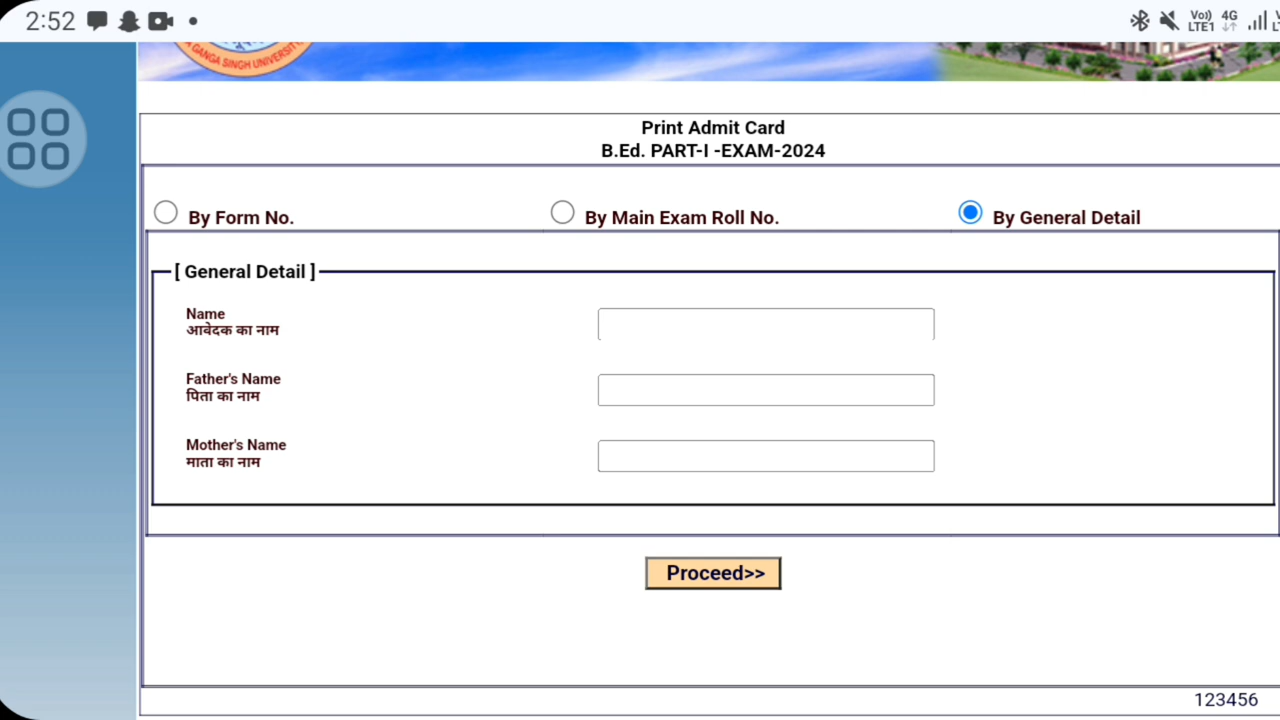 2:52
Vo)) 4G
LTE1
GANGA SINGH UNIVERSIT
Print Admit Card
B.Ed. PART-I -EXAM-2024
By Form No. By Main Exam Roll No. By General Detail
[ General Detail ]
Name
आवेदक का नाम
Father's Name
पिता का नाम
Mother's Name
माता का नाम
Proceed>>
123456